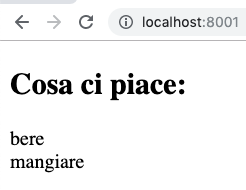 localhost:8001
Cosa ci piace:
bere
mangiare